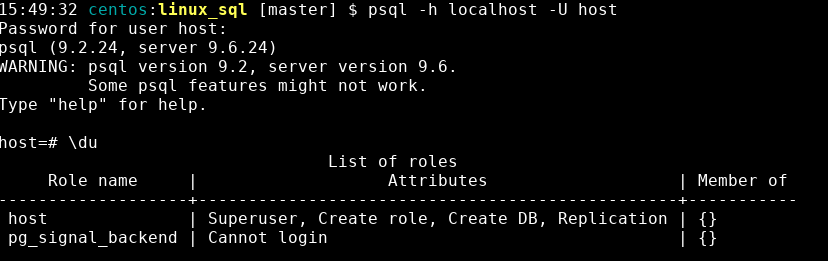 15:49:32 centos:linux_sql [master] $ psql -h localhost -U host
Password for user host:
psql (9.2.24, server 9.6.24)
WARNING: psql version 9.2, server version 9.6.
         Some psql features might not work.
Type "help" for help.

host=# \du
                                 List of roles
     Role name     |                   Attributes                   | Member of
-------------------+------------------------------------------------+-----------
 host              | Superuser, Create role, Create DB, Replication | {}
 pg_signal_backend | Cannot login                                   | {}